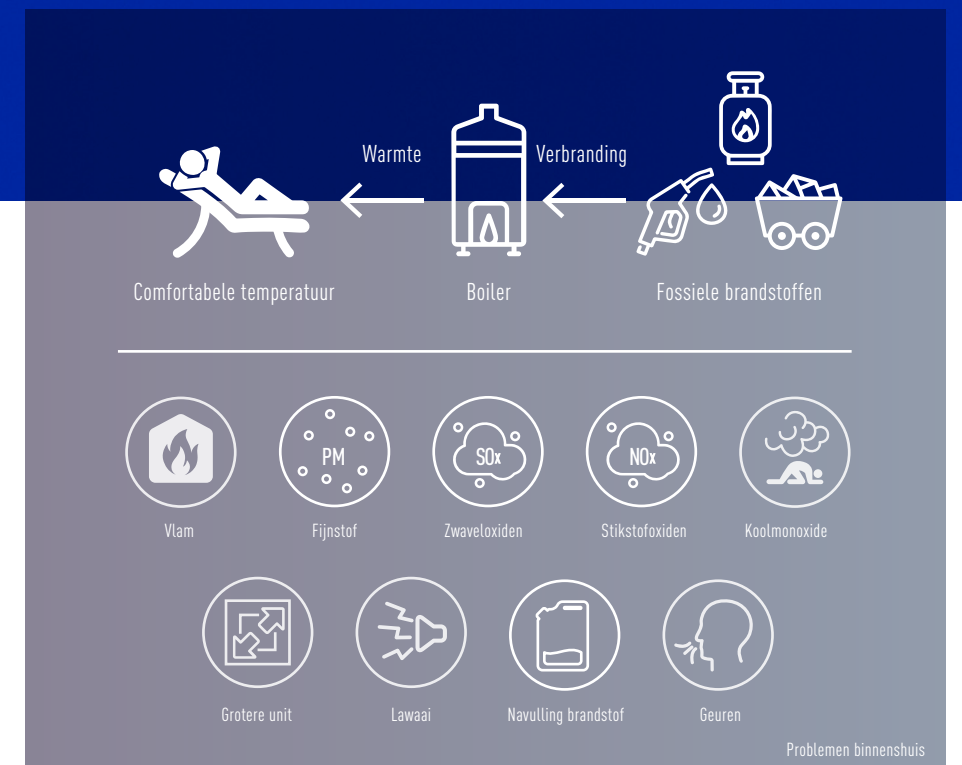 Warmte
Verbranding
Comfortabele temperatuur
Boiler
Fossiele brandstoffen
PM
SOx
NOx
Vlam
Fijnstof
Zwaveloxiden
Stikstofoxiden
Koolmonoxide
Grotere unit
Lawaai
Navulling brandstof
Geuren
Problemen binnenshuis